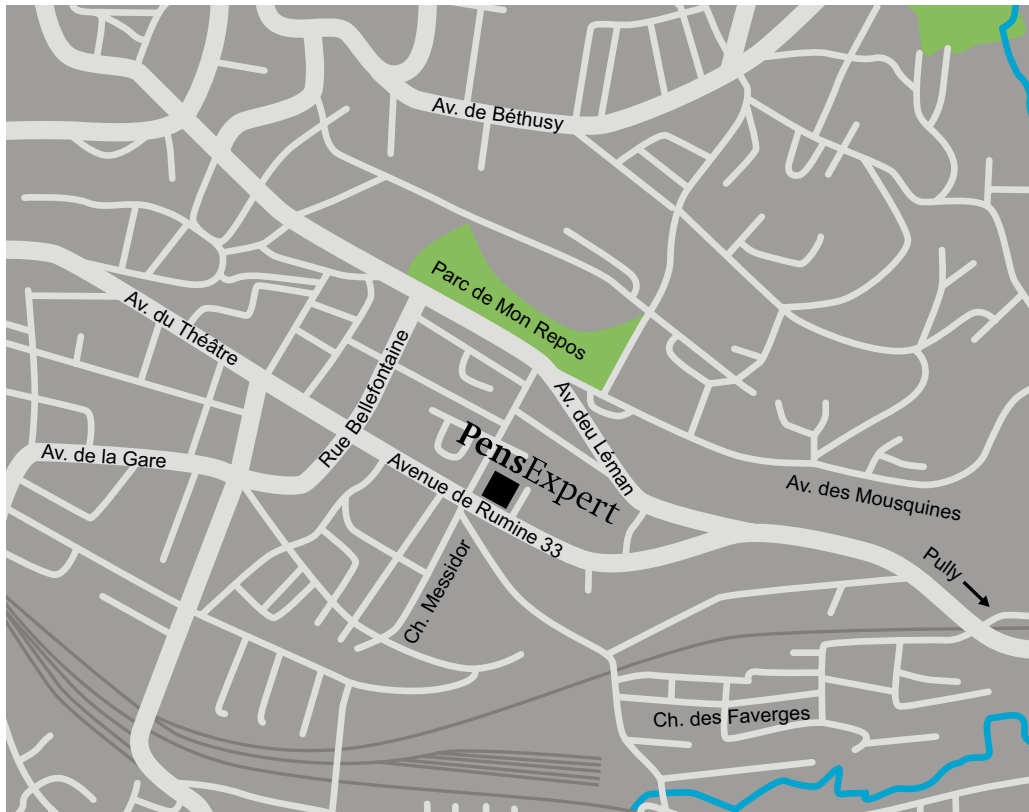 Av. de Béthusy
Parc de Mon Repos
Av. du Théâtre
Rue Bellefontaine
Av. deu Léman
PensExpert
Av. de la Gare
Avenue de Rumine 33
Av. des Mousquines
Ch. Messidor
Pully
Ch. des Faverges